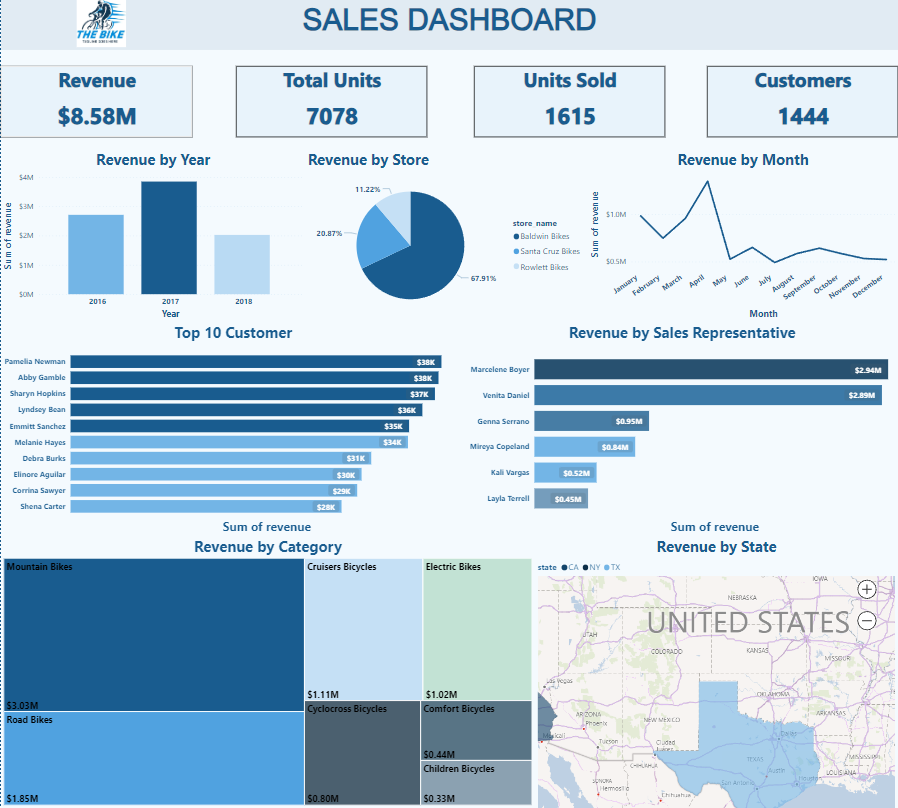 THE BIKE
SALES DASHBOARD
Revenue
$8.58M
Total Units
7078
Units Sold
1615
Customers
1444
Revenue by Year
$4M
$3M
$2M
$1M
$0M
Sum of revenue
2016
2017
2018
Year
Revenue by Store
11.22%
20.87%
67.91%
store_name
Baldwin Bikes
Santa Cruz Bikes
Rowlett Bikes
Revenue by Month
Sum of revenue
$1.0M
$0.5M
January
February
March
April
May
June
July
August
September
October
November
December
Month
Top 10 Customer
Pamelia Newman $38K
Abby Gamble $38K
Sharyn Hopkins $37K
Lyndsey Bean $36K
Emmitt Sanchez $35K
Melanie Hayes $34K
Debra Burks $31K
Elinore Aguilar $30K
Corrina Sawyer $29K
Shena Carter $28K
Sum of revenue
Revenue by Sales Representative
Marcelene Boyer $2.94M
Venita Daniel $2.89M
Genna Serrano $0.95M
Mireya Copeland $0.84M
Kali Vargas $0.52M
Layla Terrell $0.45M
Sum of revenue
Revenue by Category
Mountain Bikes
$3.03M
Road Bikes
$1.85M
Cruisers Bicycles
$1.11M
Electric Bikes
$1.02M
Cyclocross Bicycles
$0.80M
Comfort Bicycles
$0.44M
Children Bicycles
$0.33M
Revenue by State
state CA NY TX
IOWA
NEBRASKA
UNITED STATES
UTAH
COLORADO
KANSAS
MISSOURI
Las Vegas
OKLAHOMA
ARIZONA
Phoenix
NEW MEXICO
ARKANSAS
Mexicali
Tucson
Ciudad
Juárez
Dallas
MISSISSIPPI
TEXAS
Austin
LOUISIANA
CHIHUAHUA
San Antonio
Houston
SONORA
Hermosillo
Chihuahua